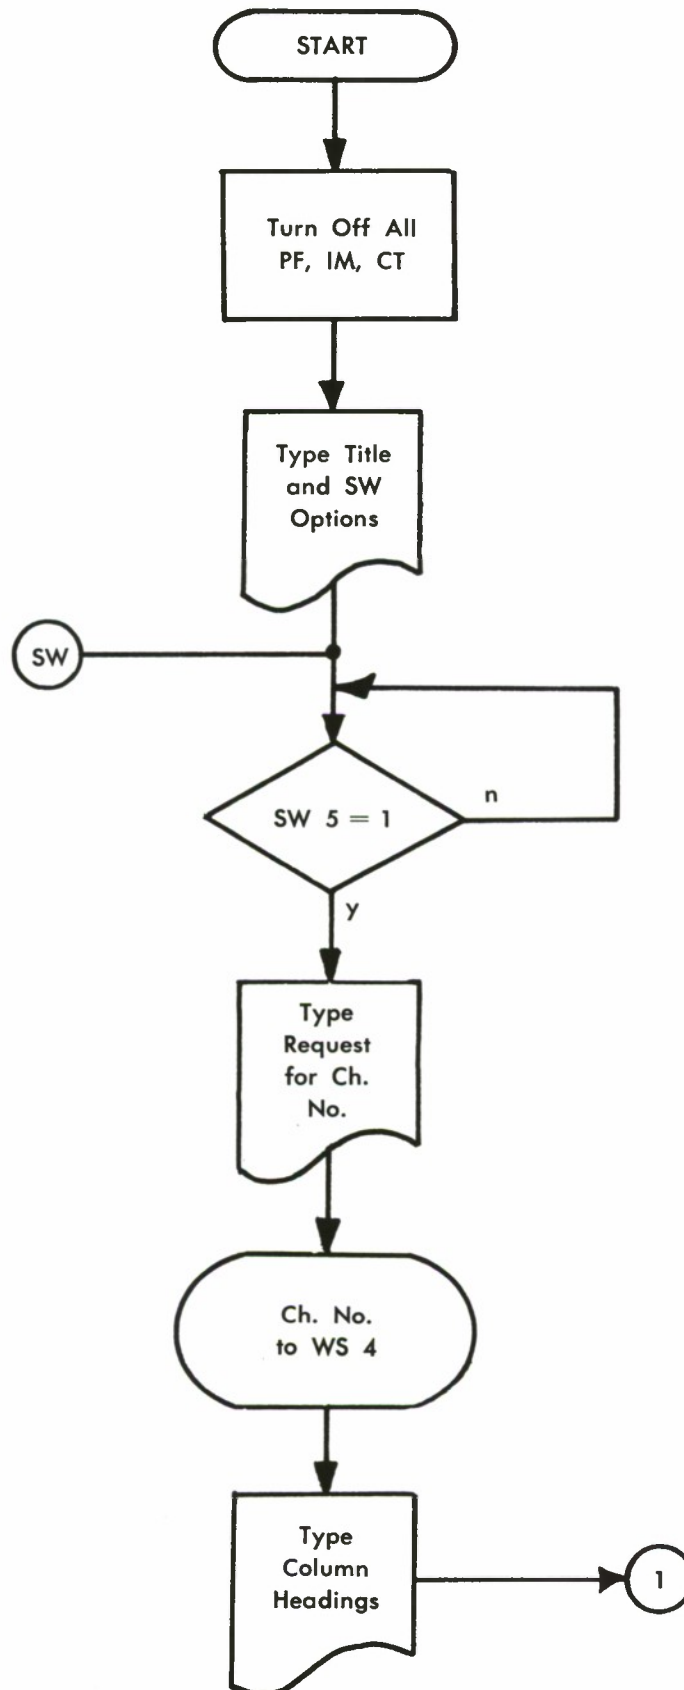 START
Turn Off All
PF, IM, CT
Type Title
and SW
Options
SW
SW 5 = 1
n
y
Type
Request
for Ch.
No.
Ch. No.
to WS 4
Type
Column
Headings
1